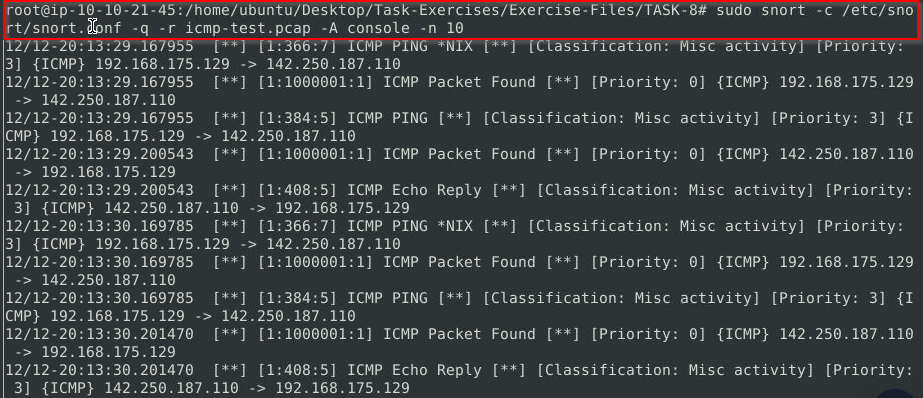 root@ip-10-10-21-45:/home/ubuntu/Desktop/Task-Exercises/Exercise-Files/TASK-8# sudo snort -c /etc/sno
rt/snort.conf -q -r icmp-test.pcap -A console -n 10
12/12-20:13:29.167955  [**] [1:366:7] ICMP PING *NIX [**] [Classification: Misc activity] [Priority:
3] {ICMP} 192.168.175.129 -> 142.250.187.110
12/12-20:13:29.167955  [**] [1:1000001:1] ICMP Packet Found [**] [Priority: 0] {ICMP} 192.168.175.129
 -> 142.250.187.110
12/12-20:13:29.167955  [**] [1:384:5] ICMP PING [**] [Classification: Misc activity] [Priority: 3] {I
CMP} 192.168.175.129 -> 142.250.187.110
12/12-20:13:29.200543  [**] [1:1000001:1] ICMP Packet Found [**] [Priority: 0] {ICMP} 142.250.187.110
 -> 192.168.175.129
12/12-20:13:29.200543  [**] [1:408:5] ICMP Echo Reply [**] [Classification: Misc activity] [Priority:
 3] {ICMP} 142.250.187.110 -> 192.168.175.129
12/12-20:13:30.169785  [**] [1:366:7] ICMP PING *NIX [**] [Classification: Misc activity] [Priority:
3] {ICMP} 192.168.175.129 -> 142.250.187.110
12/12-20:13:30.169785  [**] [1:1000001:1] ICMP Packet Found [**] [Priority: 0] {ICMP} 192.168.175.129
 -> 142.250.187.110
12/12-20:13:30.169785  [**] [1:384:5] ICMP PING [**] [Classification: Misc activity] [Priority: 3] {I
CMP} 192.168.175.129 -> 142.250.187.110
12/12-20:13:30.201470  [**] [1:1000001:1] ICMP Packet Found [**] [Priority: 0] {ICMP} 142.250.187.110
 -> 192.168.175.129
12/12-20:13:30.201470  [**] [1:408:5] ICMP Echo Reply [**] [Classification: Misc activity] [Priority:
 3] {ICMP} 142.250.187.110 -> 192.168.175.129